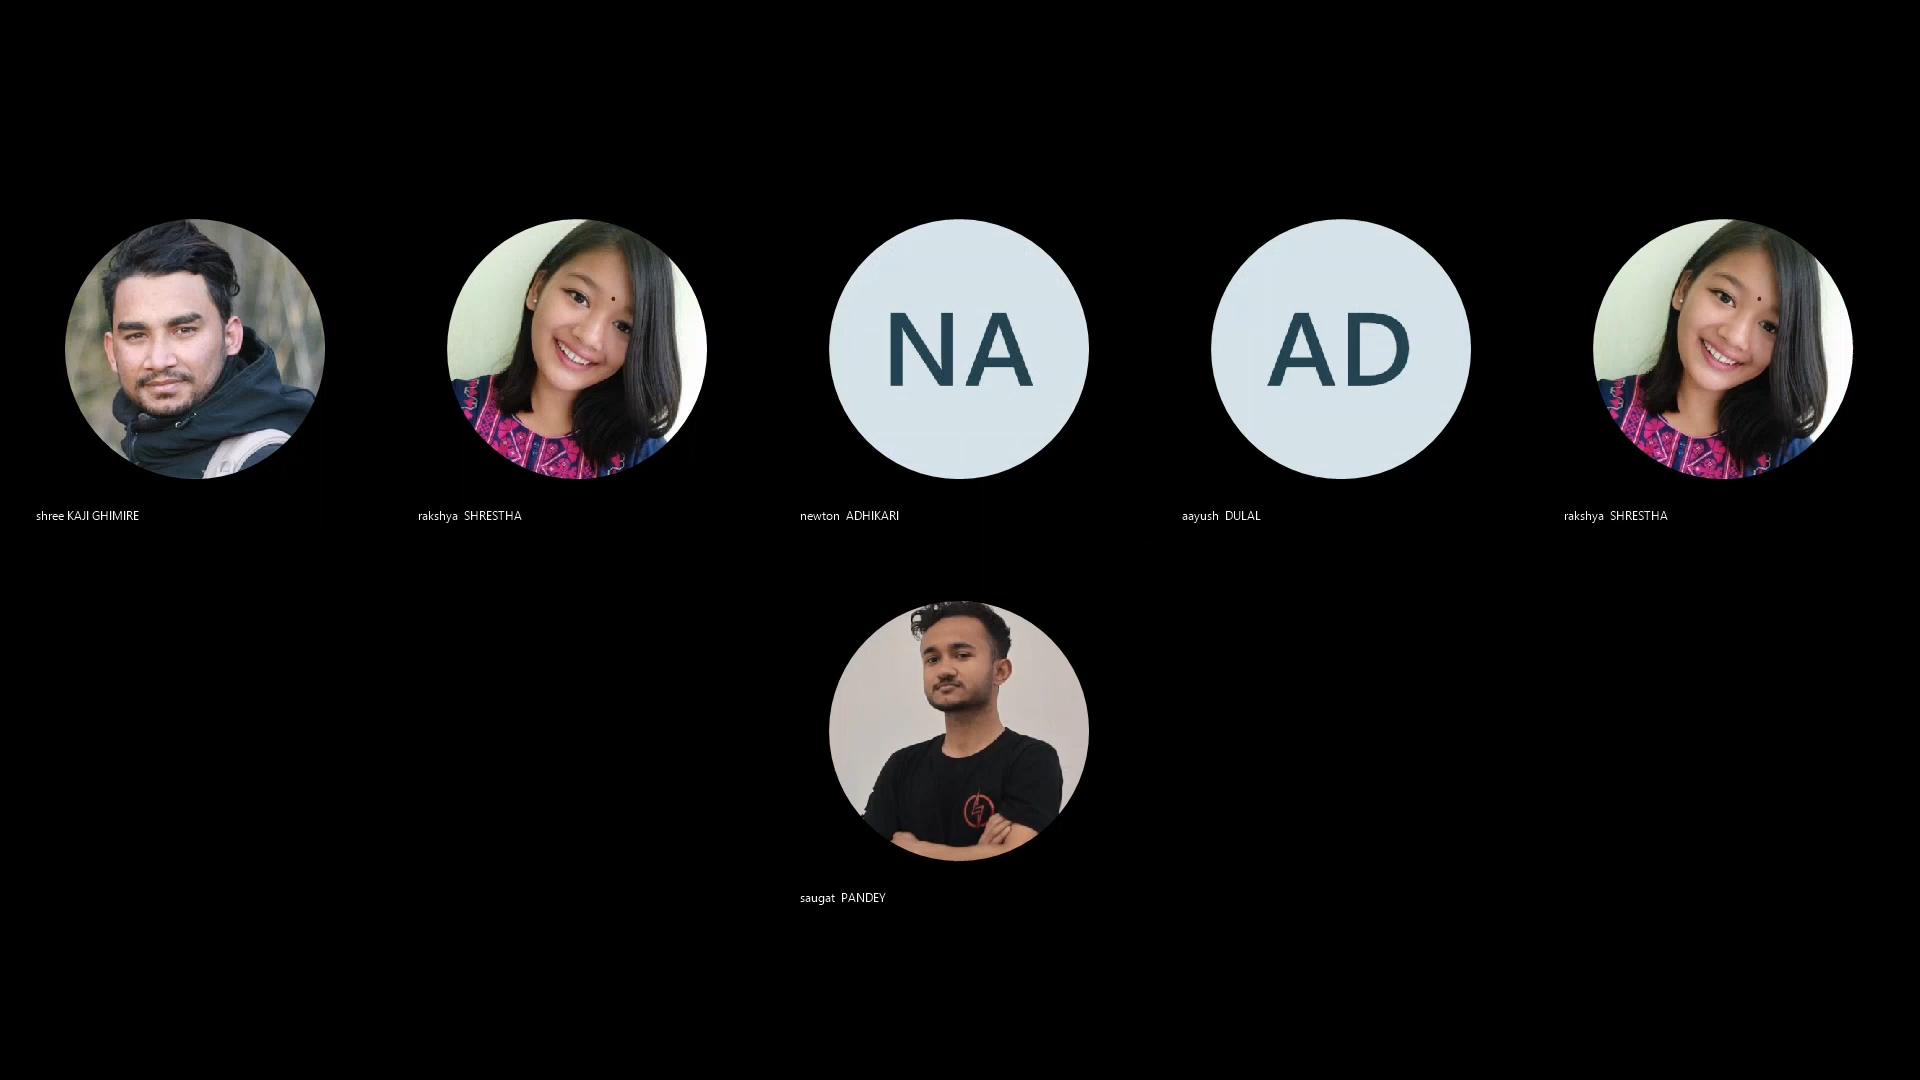 NA
AD
shree KAJI GHIMIRE
rakshya SHRESTHA
newton ADHIKARI
aayush DULAL
rakshya SHRESTHA
saugat PANDEY